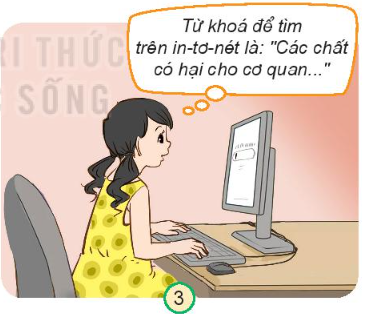 Từ khoá để tìm
trên in-tơ-nét là: "Các chất
có hại cho cơ quan..."
RI THỨC
SỐNG
3